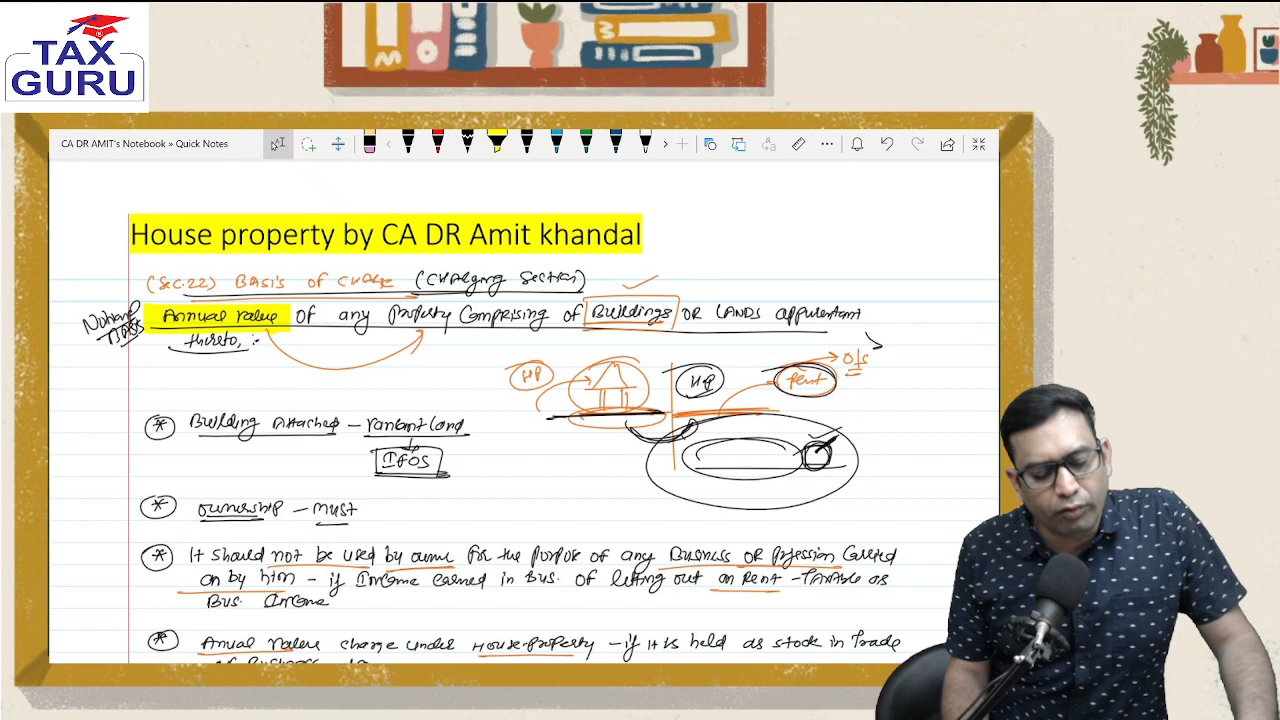 TAX
GURU
CA DR AMIT's Notebook » Quick Notes
House property by CA DR Amit khandal
(Sec.22) Basis of Charge (Charging Section)
Annual value of any property comprising of Buildings OR LANDS appurtenant
thereto, :-
HP
HP
Rent
O/S
* Building Attached - vacant land
IFOS
* ownership - must
* It should not be used by owner for the purpose of any Business OR Profession Carried
on by him - if Income earned in Bus. of letting out on Rent - Taxable as
Bus. Income
* Anual value charge under House-property - if it is held as stock in Trade
of Business